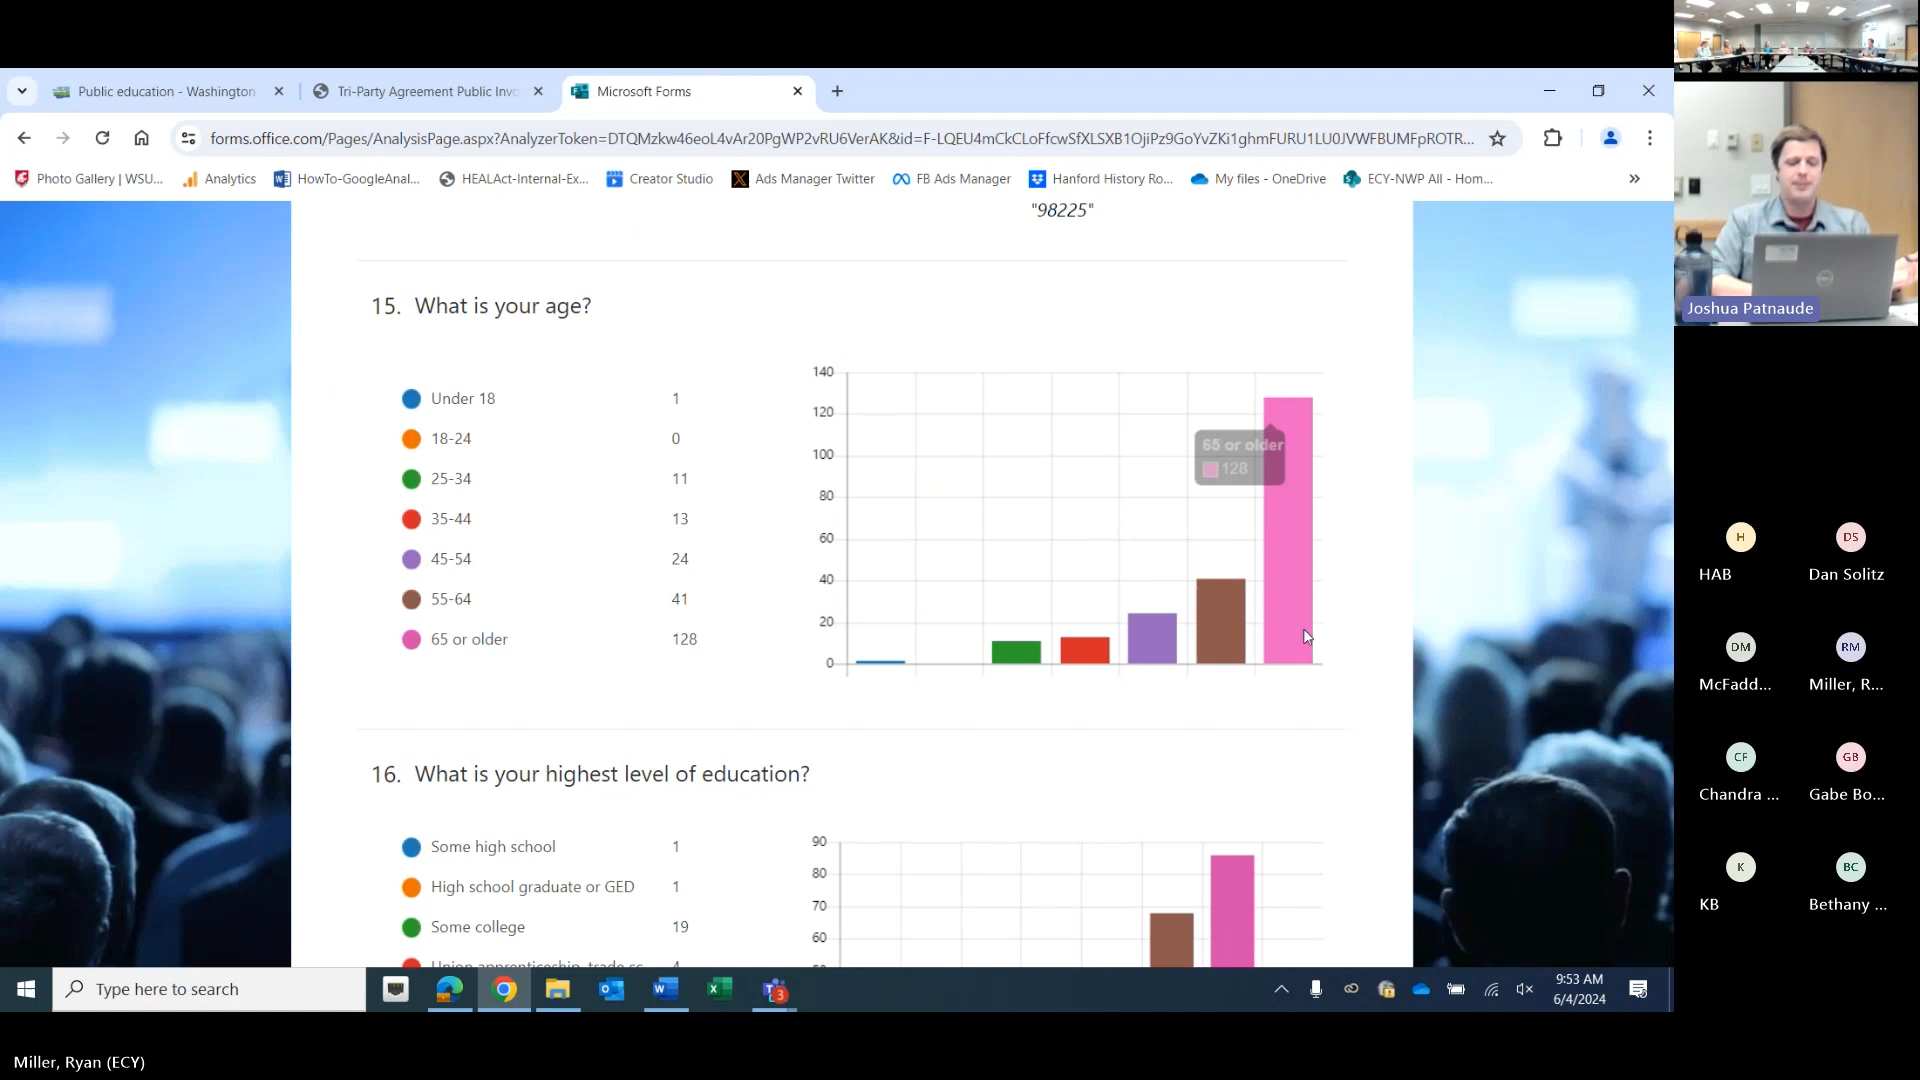 Public education - Washington
Tri-Party Agreement Public Invo
Microsoft Forms
forms.office.com/Pages/AnalysisPage.aspx?AnalyzerToken=DTQMzkw46eoL4vAr20PgWP2vRU6VerAK&id=F-LQEU4mCkCLoFfcwSfXLSXB1OjiPz9GoYvZKi1ghmFURU1LU0JVWFBUMFpROTR...
Photo Gallery | WSU...
Analytics
HowTo-GoogleAnal...
HEALAct-Internal-Ex...
Creator Studio
Ads Manager Twitter
FB Ads Manager
Hanford History Ro...
My files - OneDrive
ECY-NWP All - Hom...
"98225"
15. What is your age?
Under 18 1
18-24 0
25-34 11
35-44 13
45-54 24
55-64 41
65 or older 128
140
120
100
80
60
40
20
0
65 or older
128
16. What is your highest level of education?
Some high school 1
High school graduate or GED 1
Some college 19
Union apprenticeship, trade sc 4
90
80
70
60
Type here to search
3
9:53 AM
6/4/2024
Joshua Patnaude
H
HAB
DS
Dan Solitz
DM
McFadd...
RM
Miller, R...
CF
Chandra ...
GB
Gabe Bo...
K
KB
BC
Bethany ...
Miller, Ryan (ECY)